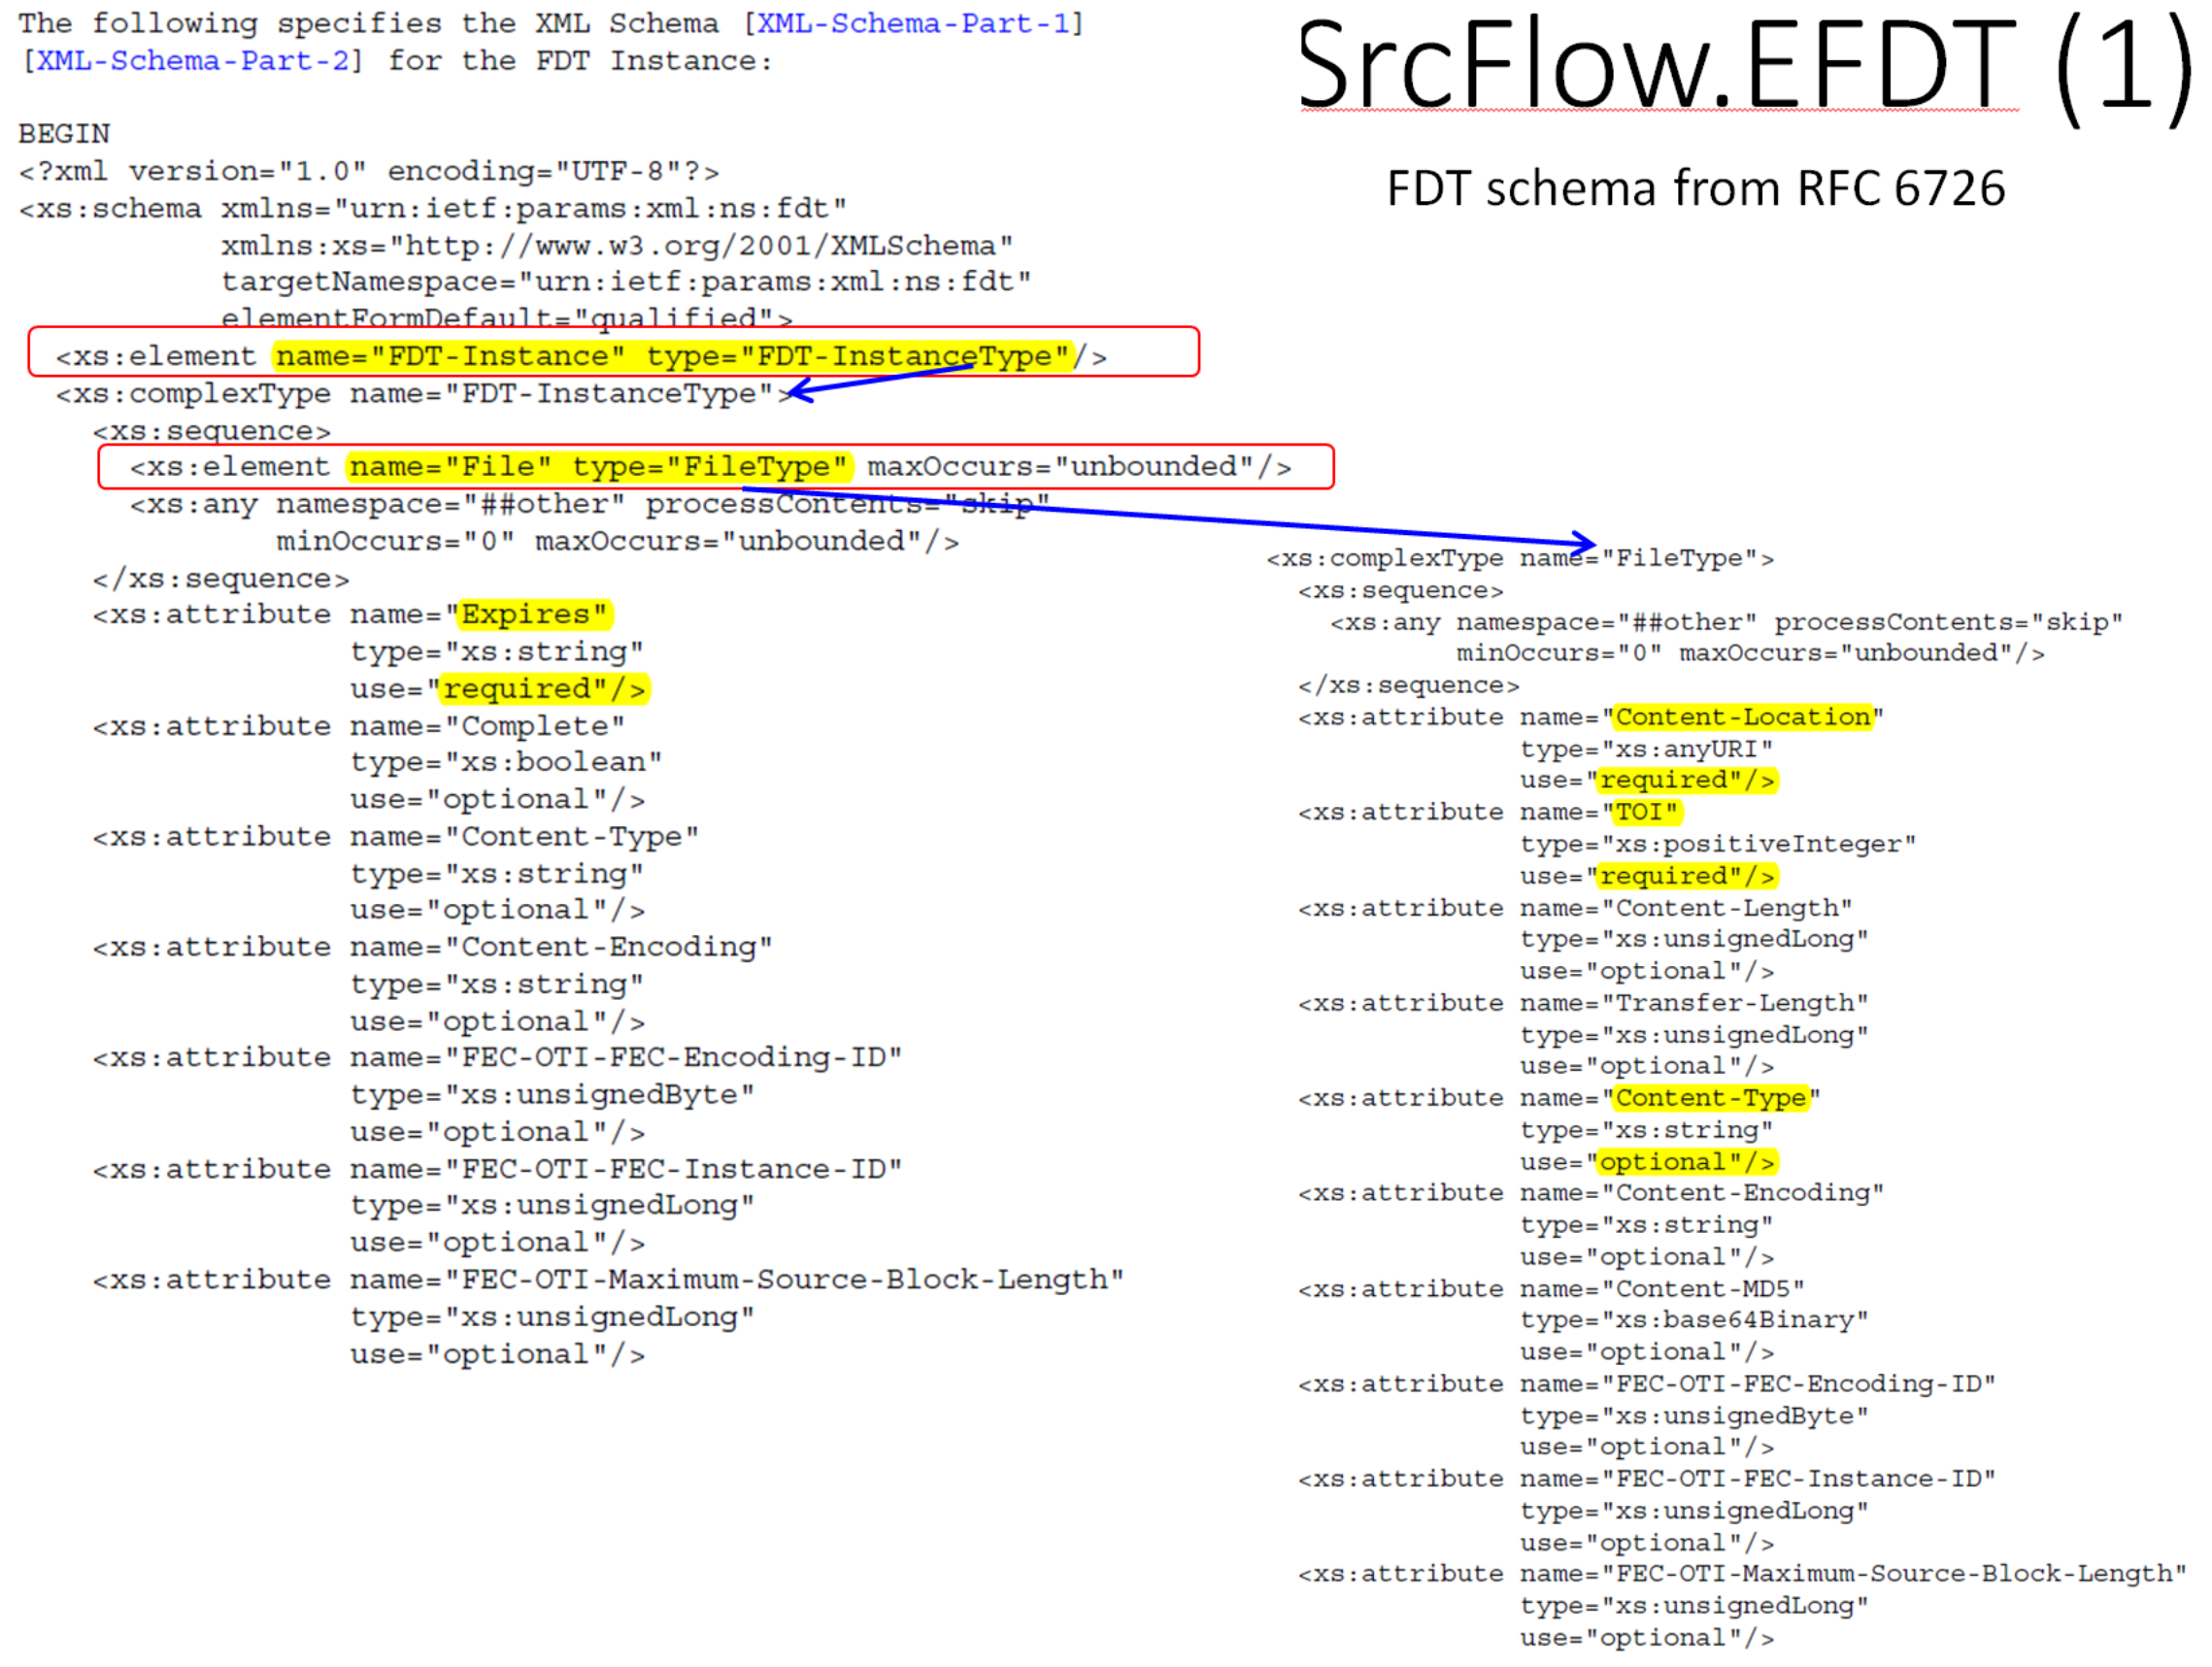 The following specifies the XML Schema [XML-Schema-Part-1]
[XML-Schema-Part-2] for the FDT Instance:
BEGIN
<?xml version="1.0" encoding="UTF-8"?>
<xs:schema xmlns="urn:ietf:params:xml:ns:fdt"
xmlns:xs="http://www.w3.org/2001/XMLSchema"
targetNamespace="urn:ietf:params:xml:ns:fdt"
elementFormDefault="qualified">
<xs:element name="FDT-Instance" type="FDT-InstanceType"/>
<xs:complexType name="FDT-InstanceType">
<xs:sequence>
<xs:element name="File" type="FileType" maxOccurs="unbounded"/>
<xs:any namespace="##other" processContents="skip"
minOccurs="0" maxOccurs="unbounded"/>
</xs:sequence>
<xs:attribute name="Expires"
type="xs:string"
use="required"/>
<xs:attribute name="Complete"
type="xs:boolean"
use="optional"/>
<xs:attribute name="Content-Type"
type="xs:string"
use="optional"/>
<xs:attribute name="Content-Encoding"
type="xs:string"
use="optional"/>
<xs:attribute name="FEC-OTI-FEC-Encoding-ID"
type="xs:unsignedByte"
use="optional"/>
<xs:attribute name="FEC-OTI-FEC-Instance-ID"
type="xs:unsignedLong"
use="optional"/>
<xs:attribute name="FEC-OTI-Maximum-Source-Block-Length"
type="xs:unsignedLong"
use="optional"/>
SrcFlow.EFDT (1)
FDT schema from RFC 6726
<xs:complexType name="FileType">
<xs:sequence>
<xs:any namespace="##other" processContents="skip"
minOccurs="0" maxOccurs="unbounded"/>
</xs:sequence>
<xs:attribute name="Content-Location"
type="xs:anyURI"
use="required"/>
<xs:attribute name="TOI"
type="xs:positiveInteger"
use="required"/>
<xs:attribute name="Content-Length"
type="xs:unsignedLong"
use="optional"/>
<xs:attribute name="Transfer-Length"
type="xs:unsignedLong"
use="optional"/>
<xs:attribute name="Content-Type"
type="xs:string"
use="optional"/>
<xs:attribute name="Content-Encoding"
type="xs:string"
use="optional"/>
<xs:attribute name="Content-MD5"
type="xs:base64Binary"
use="optional"/>
<xs:attribute name="FEC-OTI-FEC-Encoding-ID"
type="xs:unsignedByte"
use="optional"/>
<xs:attribute name="FEC-OTI-FEC-Instance-ID"
type="xs:unsignedLong"
use="optional"/>
<xs:attribute name="FEC-OTI-Maximum-Source-Block-Length"
type="xs:unsignedLong"
use="optional"/>